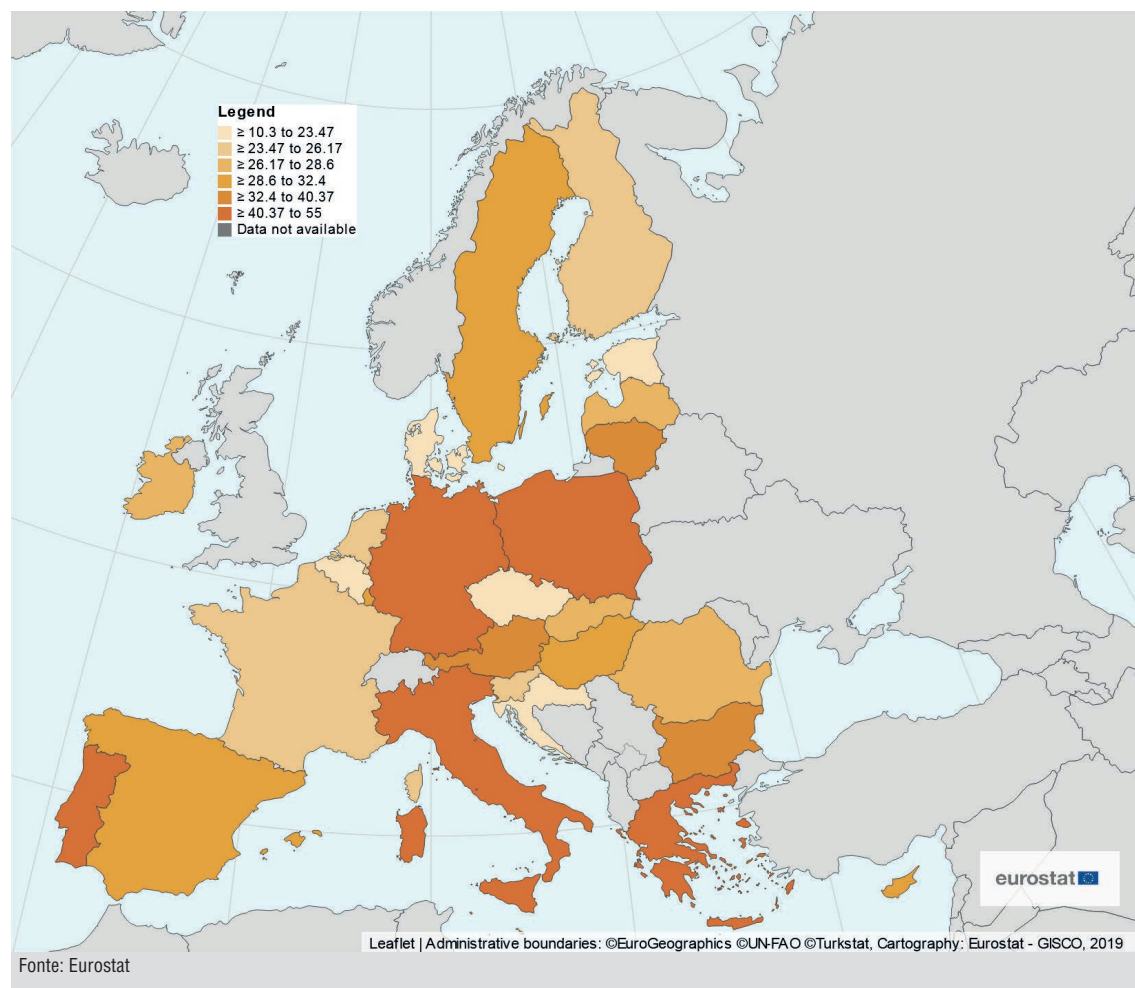 Legend
≥ 10.3 to 23.47
≥ 23.47 to 26.17
≥ 26.17 to 28.6
≥ 28.6 to 32.4
≥ 32.4 to 40.37
≥ 40.37 to 55
Data not available
eurostat
Leaflet | Administrative boundaries: ©EuroGeographics ©UN-FAO ©Turkstat, Cartography: Eurostat - GISCO, 2019
Fonte: Eurostat